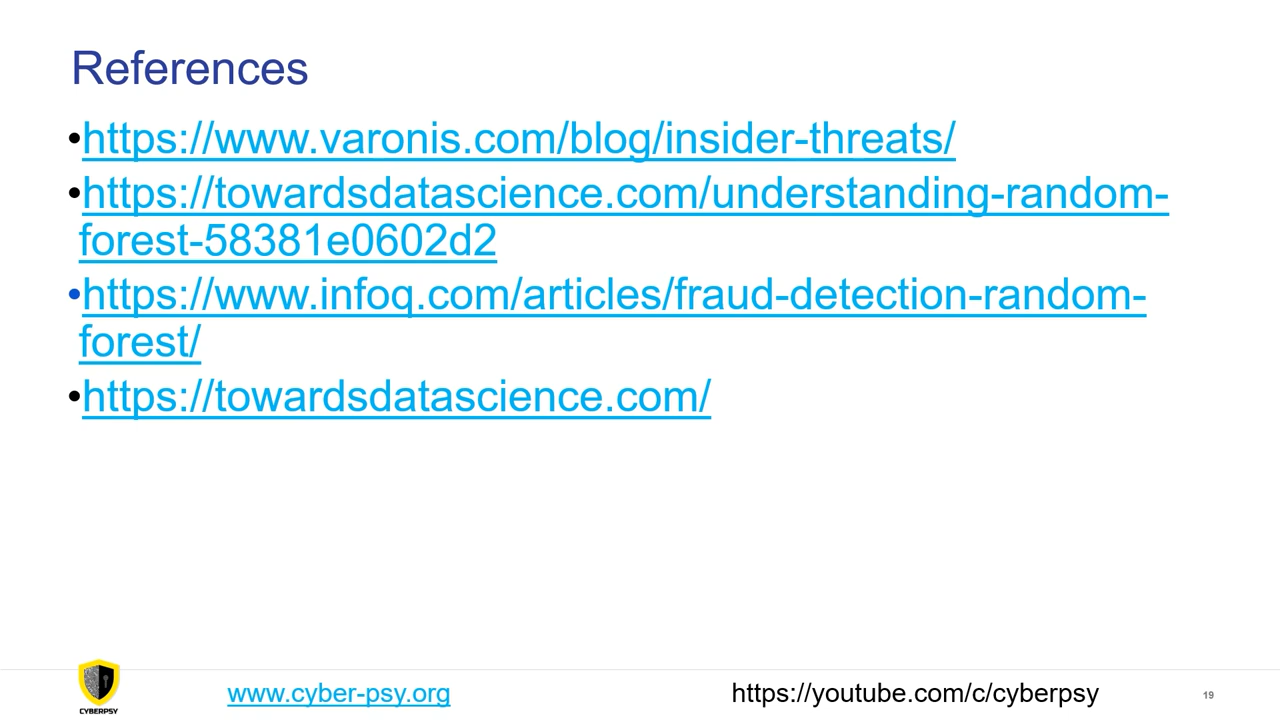 References
•https://www.varonis.com/blog/insider-threats/
•https://towardsdatascience.com/understanding-random-
forest-58381e0602d2
•https://www.infoq.com/articles/fraud-detection-random-
forest/
•https://towardsdatascience.com/
CYBERPSY
www.cyber-psy.org
https://youtube.com/c/cyberpsy
19